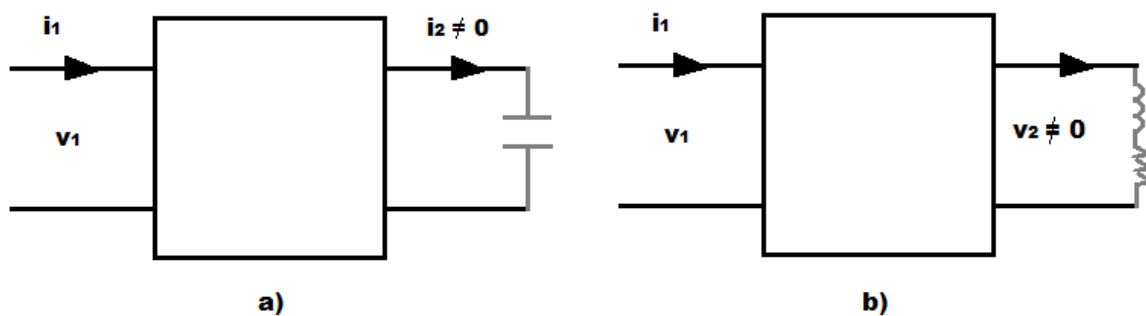 i₁
i₂ ≠ 0
v₁
a)
i₁
v₁
v₂ ≠ 0
b)